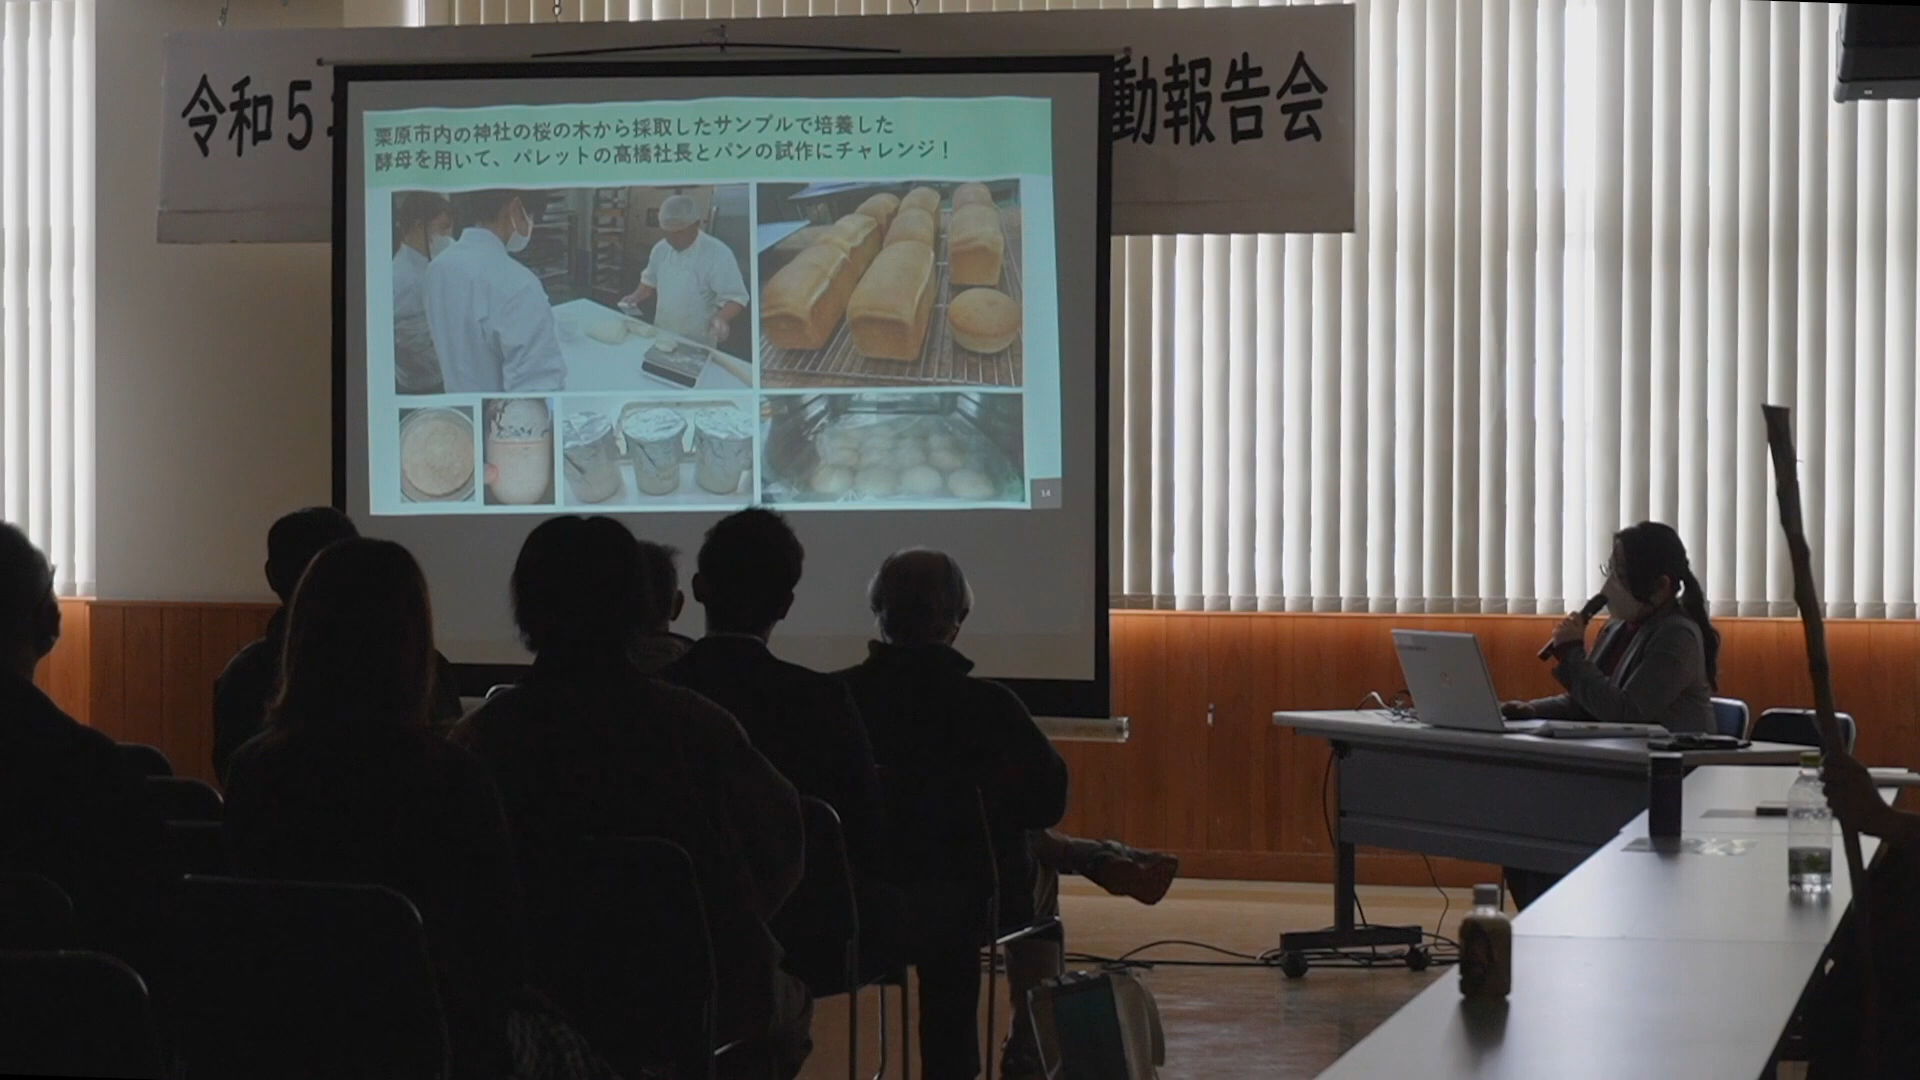 令和5
動報告会
栗原市内の神社の桜の木から採取したサンプルで培養した
酵母を用いて、パレットの髙橋社長とパンの試作にチャレンジ！
14